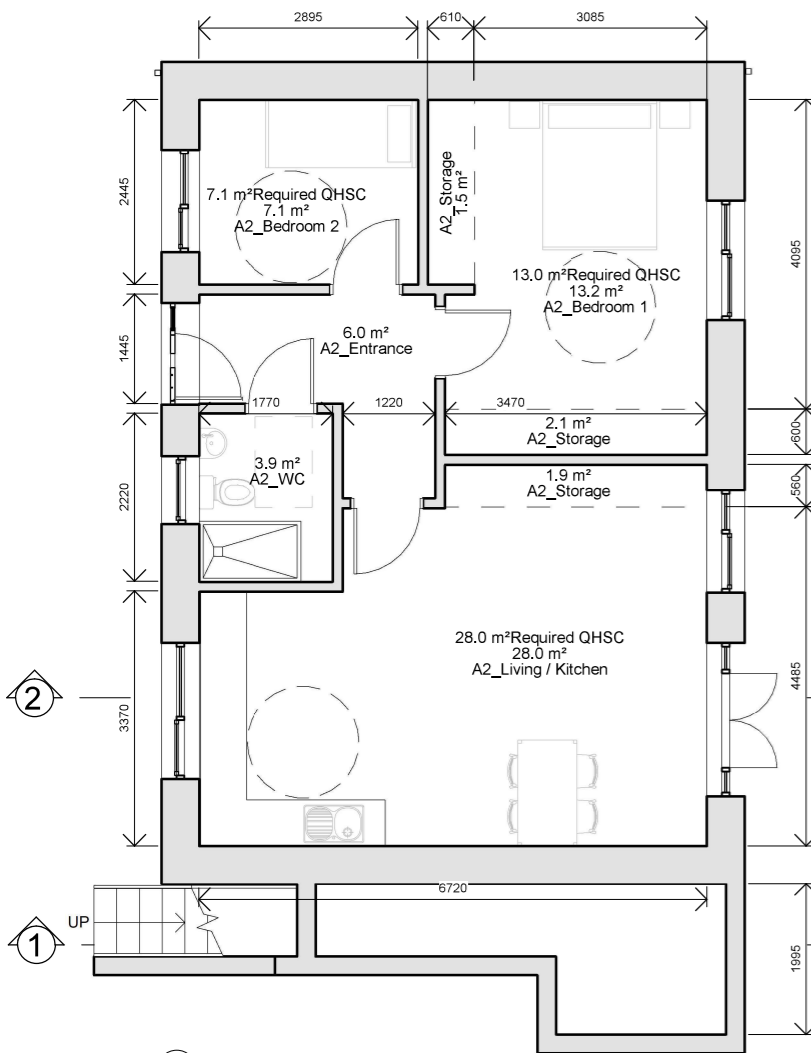 2895
610
3085
2445
A2_Storage
1.5 m²
7.1 m²Required QHSC
7.1 m²
A2_Bedroom 2
4095
13.0 m²Required QHSC
13.2 m²
A2_Bedroom 1
1445
6.0 m²
A2_Entrance
1770
1220
3470
2.1 m²
A2_Storage
600
2220
3.9 m²
A2_WC
1.9 m²
A2_Storage
560
28.0 m²Required QHSC
28.0 m²
A2_Living / Kitchen
2
3370
4485
6720
UP
1
1995